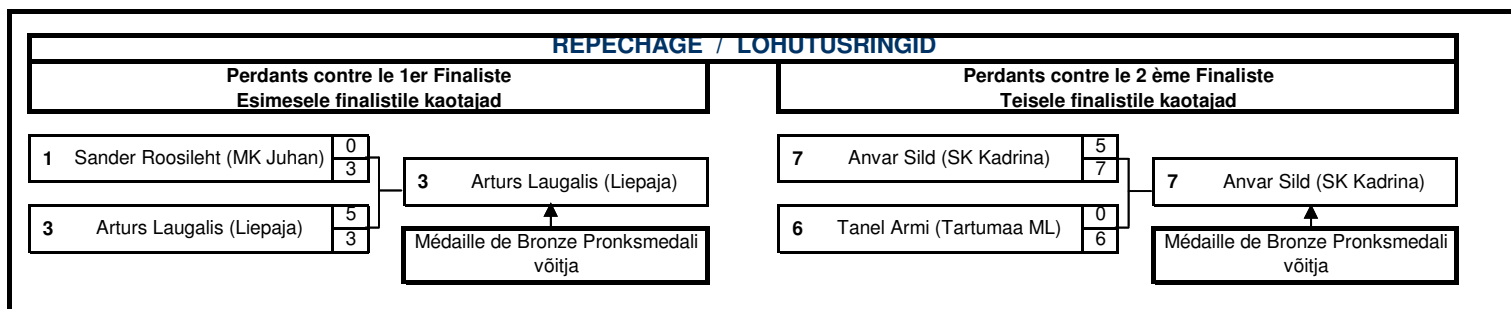 REPECHAGE / LOHUTUSRINGID
Perdants contre le 1er Finaliste
Esimesele finalistile kaotajad
Perdants contre le 2 ème Finaliste
Teisele finalistile kaotajad
1 Sander Roosileht (MK Juhan) 0
3
3 Arturs Laugalis (Liepaja)
3 Arturs Laugalis (Liepaja) 5
3
Médaille de Bronze Pronksmedali
võitja
7 Anvar Sild (SK Kadrina) 5
7
7 Anvar Sild (SK Kadrina)
6 Tanel Armi (Tartumaa ML) 0
6
Médaille de Bronze Pronksmedali
võitja